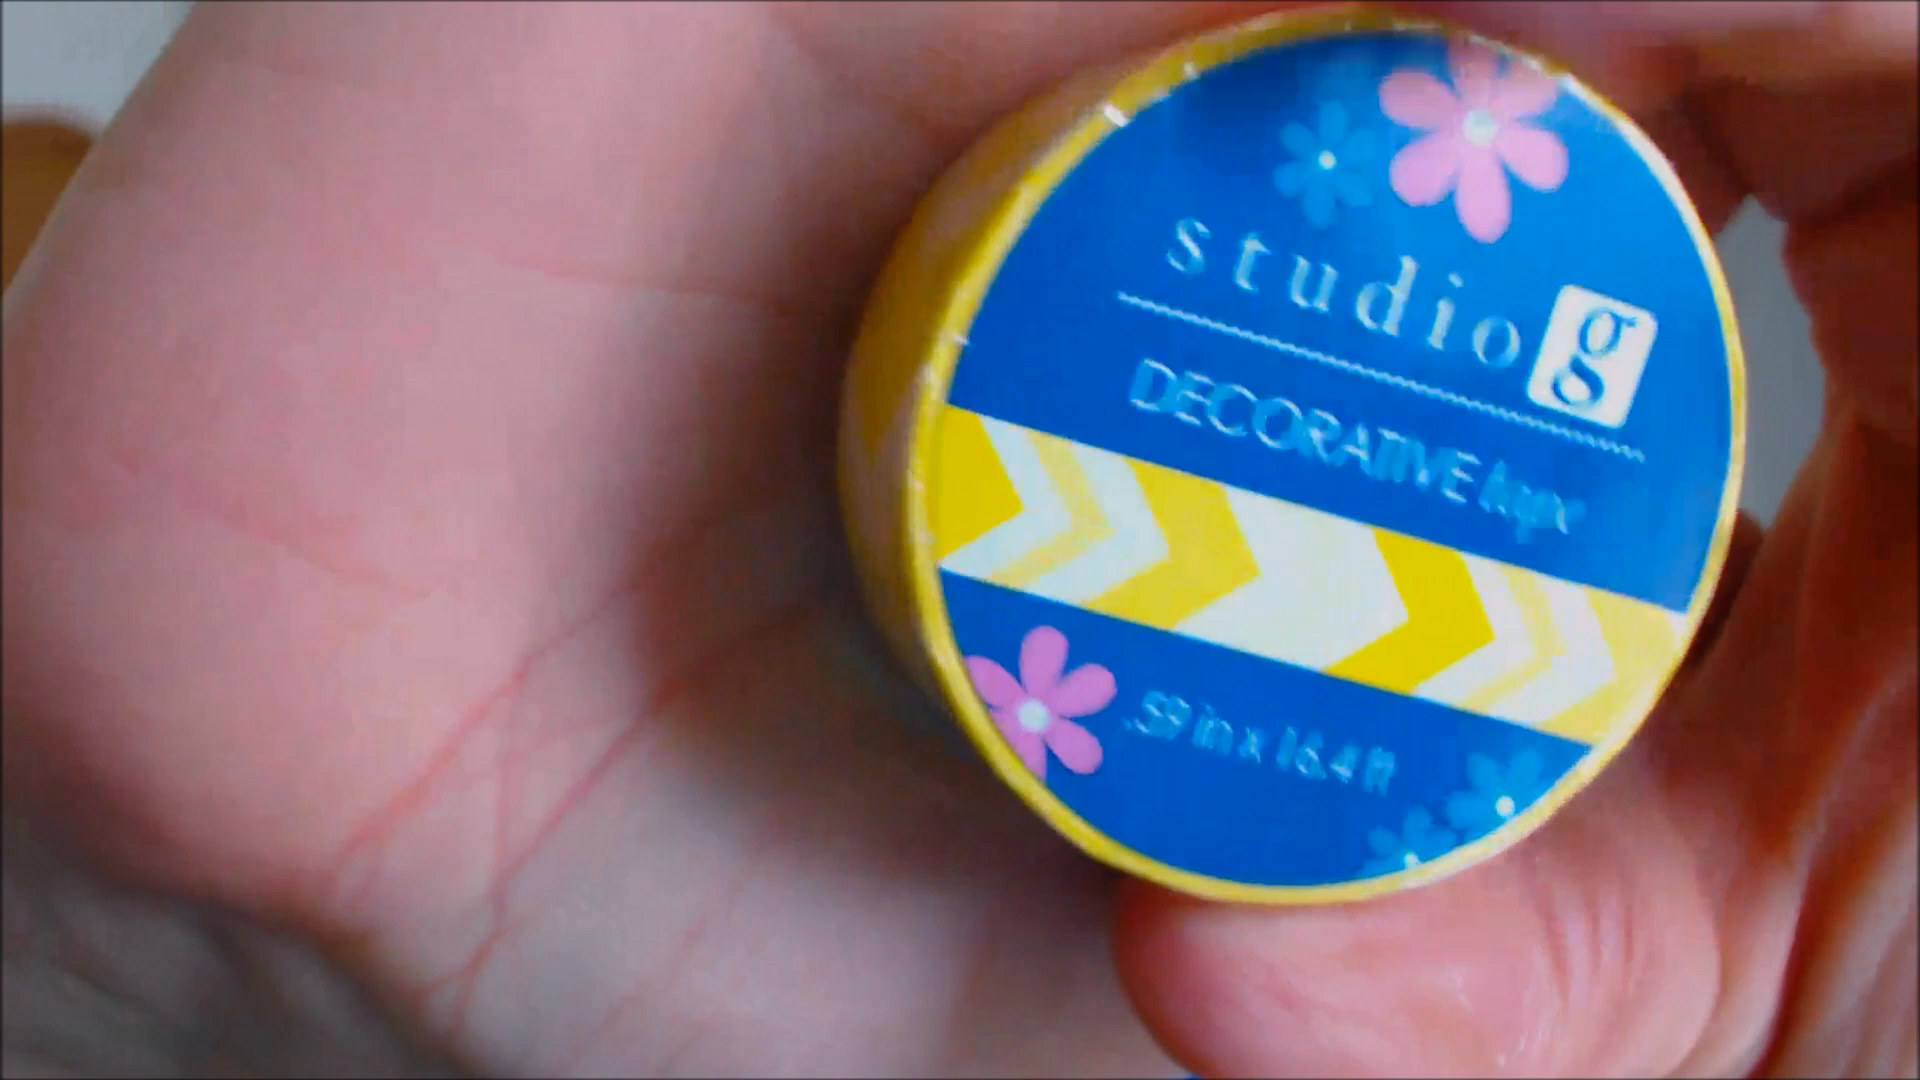 studio g
DECORATIVE tape
.59 in x 16.4 ft